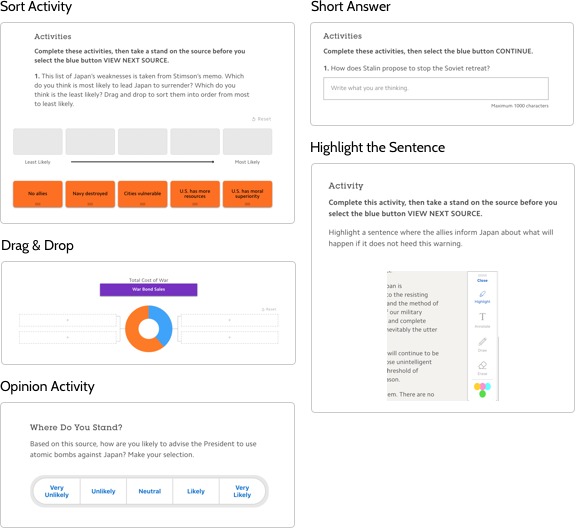 Sort Activity
Activities
Complete these activities, then take a stand on the source before you
select the blue button VIEW NEXT SOURCE.
1. This list of Japan's weaknesses is taken from Stimson's memo. Which
do you think is most likely to lead Japan to surrender? Which do you
think is the least likely? Drag and drop to sort them into order from most
to least likely.
Reset
Least Likely
Most Likely
No allies
Navy destroyed
Cities vulnerable
U.S. has more
resources
U.S. has moral
superiority
Drag & Drop
Total Cost of War
War Bond Sales
Reset
Opinion Activity
Where Do You Stand?
Based on this source, how are you likely to advise the President to use
atomic bombs against Japan? Make your selection.
Very
Unlikely
Unlikely
Neutral
Likely
Very
Likely
Short Answer
Activities
Complete these activities, then select the blue button CONTINUE.
1. How does Stalin propose to stop the Soviet retreat?
Write what you are thinking.
Maximum 1000 characters
Highlight the Sentence
Activity
Complete this activity, then take a stand on the source before you
select the blue button VIEW NEXT SOURCE.
Highlight a sentence where the allies inform Japan about what will
happen if it does not heed this warning.
pan is
to the resisting
and the method of
f our military
and complete
nevitably the utter
will continue to be
ose unintelligent
hreshold of
ason.
em. There are no
Close
Highlight
T
Annotate
Draw
Erase